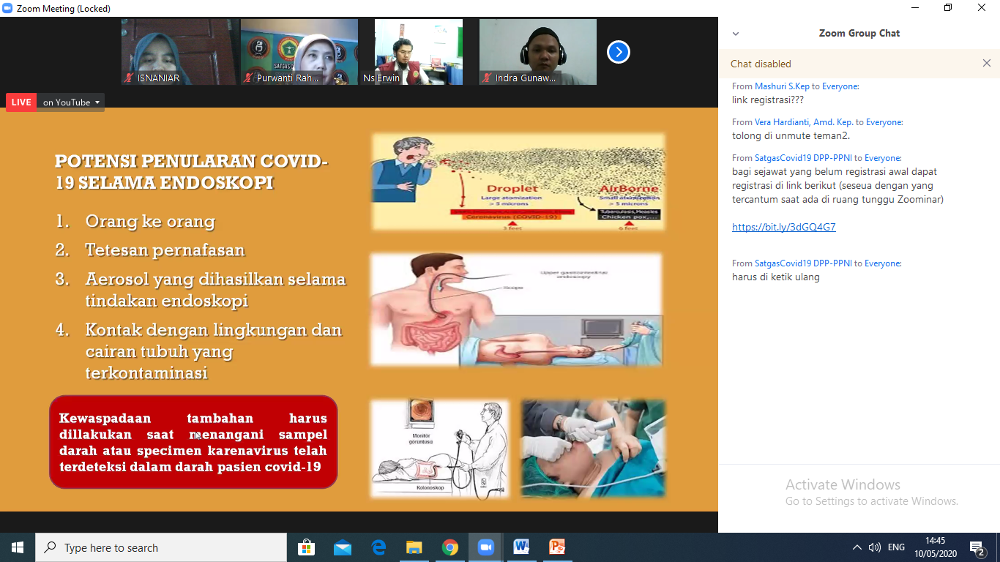 Zoom Meeting (Locked)
ISNANIAR
Purwanti Rah...
Ns Erwin
Indra Gunaw...
LIVE on YouTube
POTENSI PENULARAN COVID-
19 SELAMA ENDOSKOPI
1. Orang ke orang
2. Tetesan pernafasan
3. Aerosol yang dihasilkan selama
tindakan endoskopi
4. Kontak dengan lingkungan dan
cairan tubuh yang
terkontaminasi
Kewaspadaan tambahan harus
dillakukan saat menangani sampel
darah atau specimen karenavirus telah
terdeteksi dalam darah pasien covid-19
Droplet
Large atomization
> 5 microns
Coronavirus (COVID-19)
3 feet
AirBorne
Small atomization
> 5 microns
Tuberculosis, Measles
Chicken pox,...
6 feet
Upper gastrointestinal
endoscopy
Scope
Monitör
görüntüsü
Kolonoskop
Zoom Group Chat
Chat disabled
From Mashuri S.Kep to Everyone:
link registrasi???
From Vera Hardianti, Amd. Kep. to Everyone:
tolong di unmute teman2.
From SatgasCovid19 DPP-PPNI to Everyone:
bagi sejawat yang belum registrasi awal dapat
registrasi di link berikut (seseua dengan yang
tercantum saat ada di ruang tunggu Zoominar)
https://bit.ly/3dGQ4G7
From SatgasCovid19 DPP-PPNI to Everyone:
harus di ketik ulang
Activate Windows
Go to Settings to activate Windows.
Type here to search
ENG
14:45
10/05/2020
2